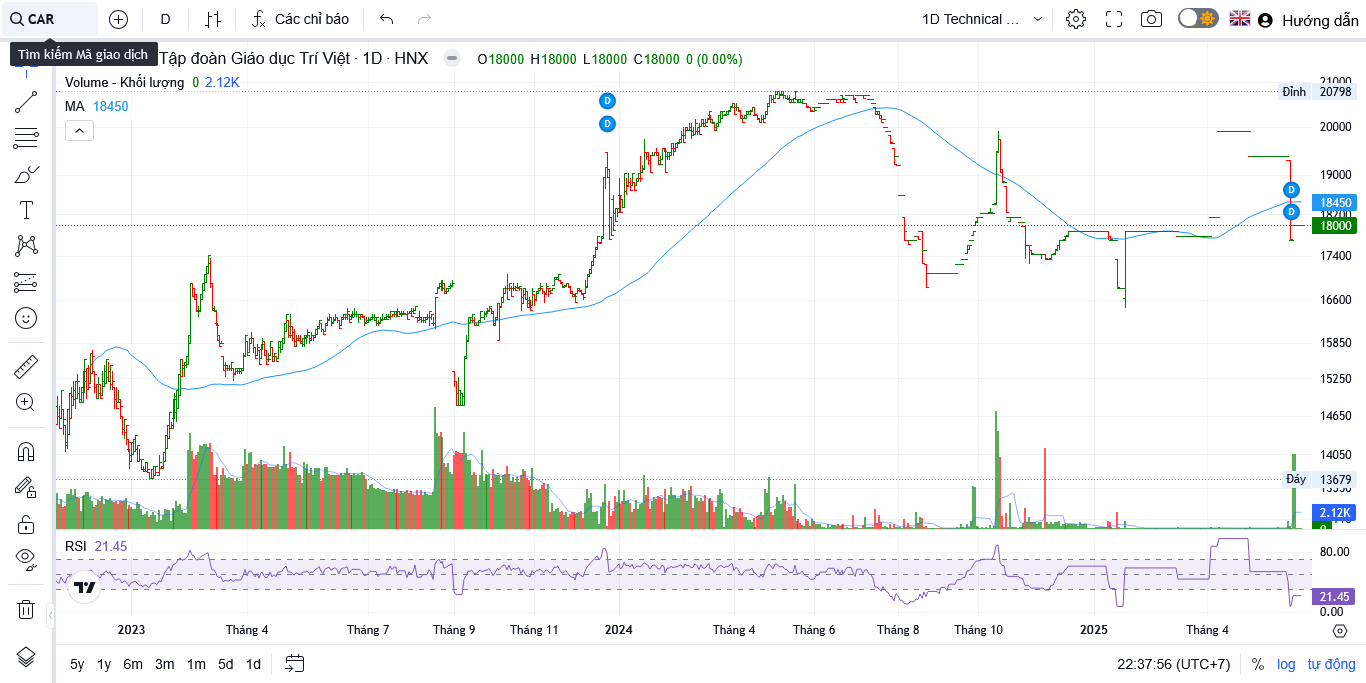 CAR
D
Các chỉ báo
1D Technical ...
Hướng dẫn
Tìm kiếm Mã giao dịch
Tập đoàn Giáo dục Trí Việt · 1D · HNX
O18000 H18000 L18000 C18000 0 (0.00%)
Volume - Khối lượng 0 2.12K
MA 18450
21000
Đỉnh 20798
D
D
20000
19000
D
18450
D
18200
18000
17400
16600
15850
15250
14650
14050
Đáy 13679
2.12K
0
RSI 21.45
80.00
21.45
0.00
2023 Tháng 4 Tháng 7 Tháng 9 Tháng 11 2024 Tháng 4 Tháng 6 Tháng 8 Tháng 10 2025 Tháng 4
5y 1y 6m 3m 1m 5d 1d
22:37:56 (UTC+7) % log tự động